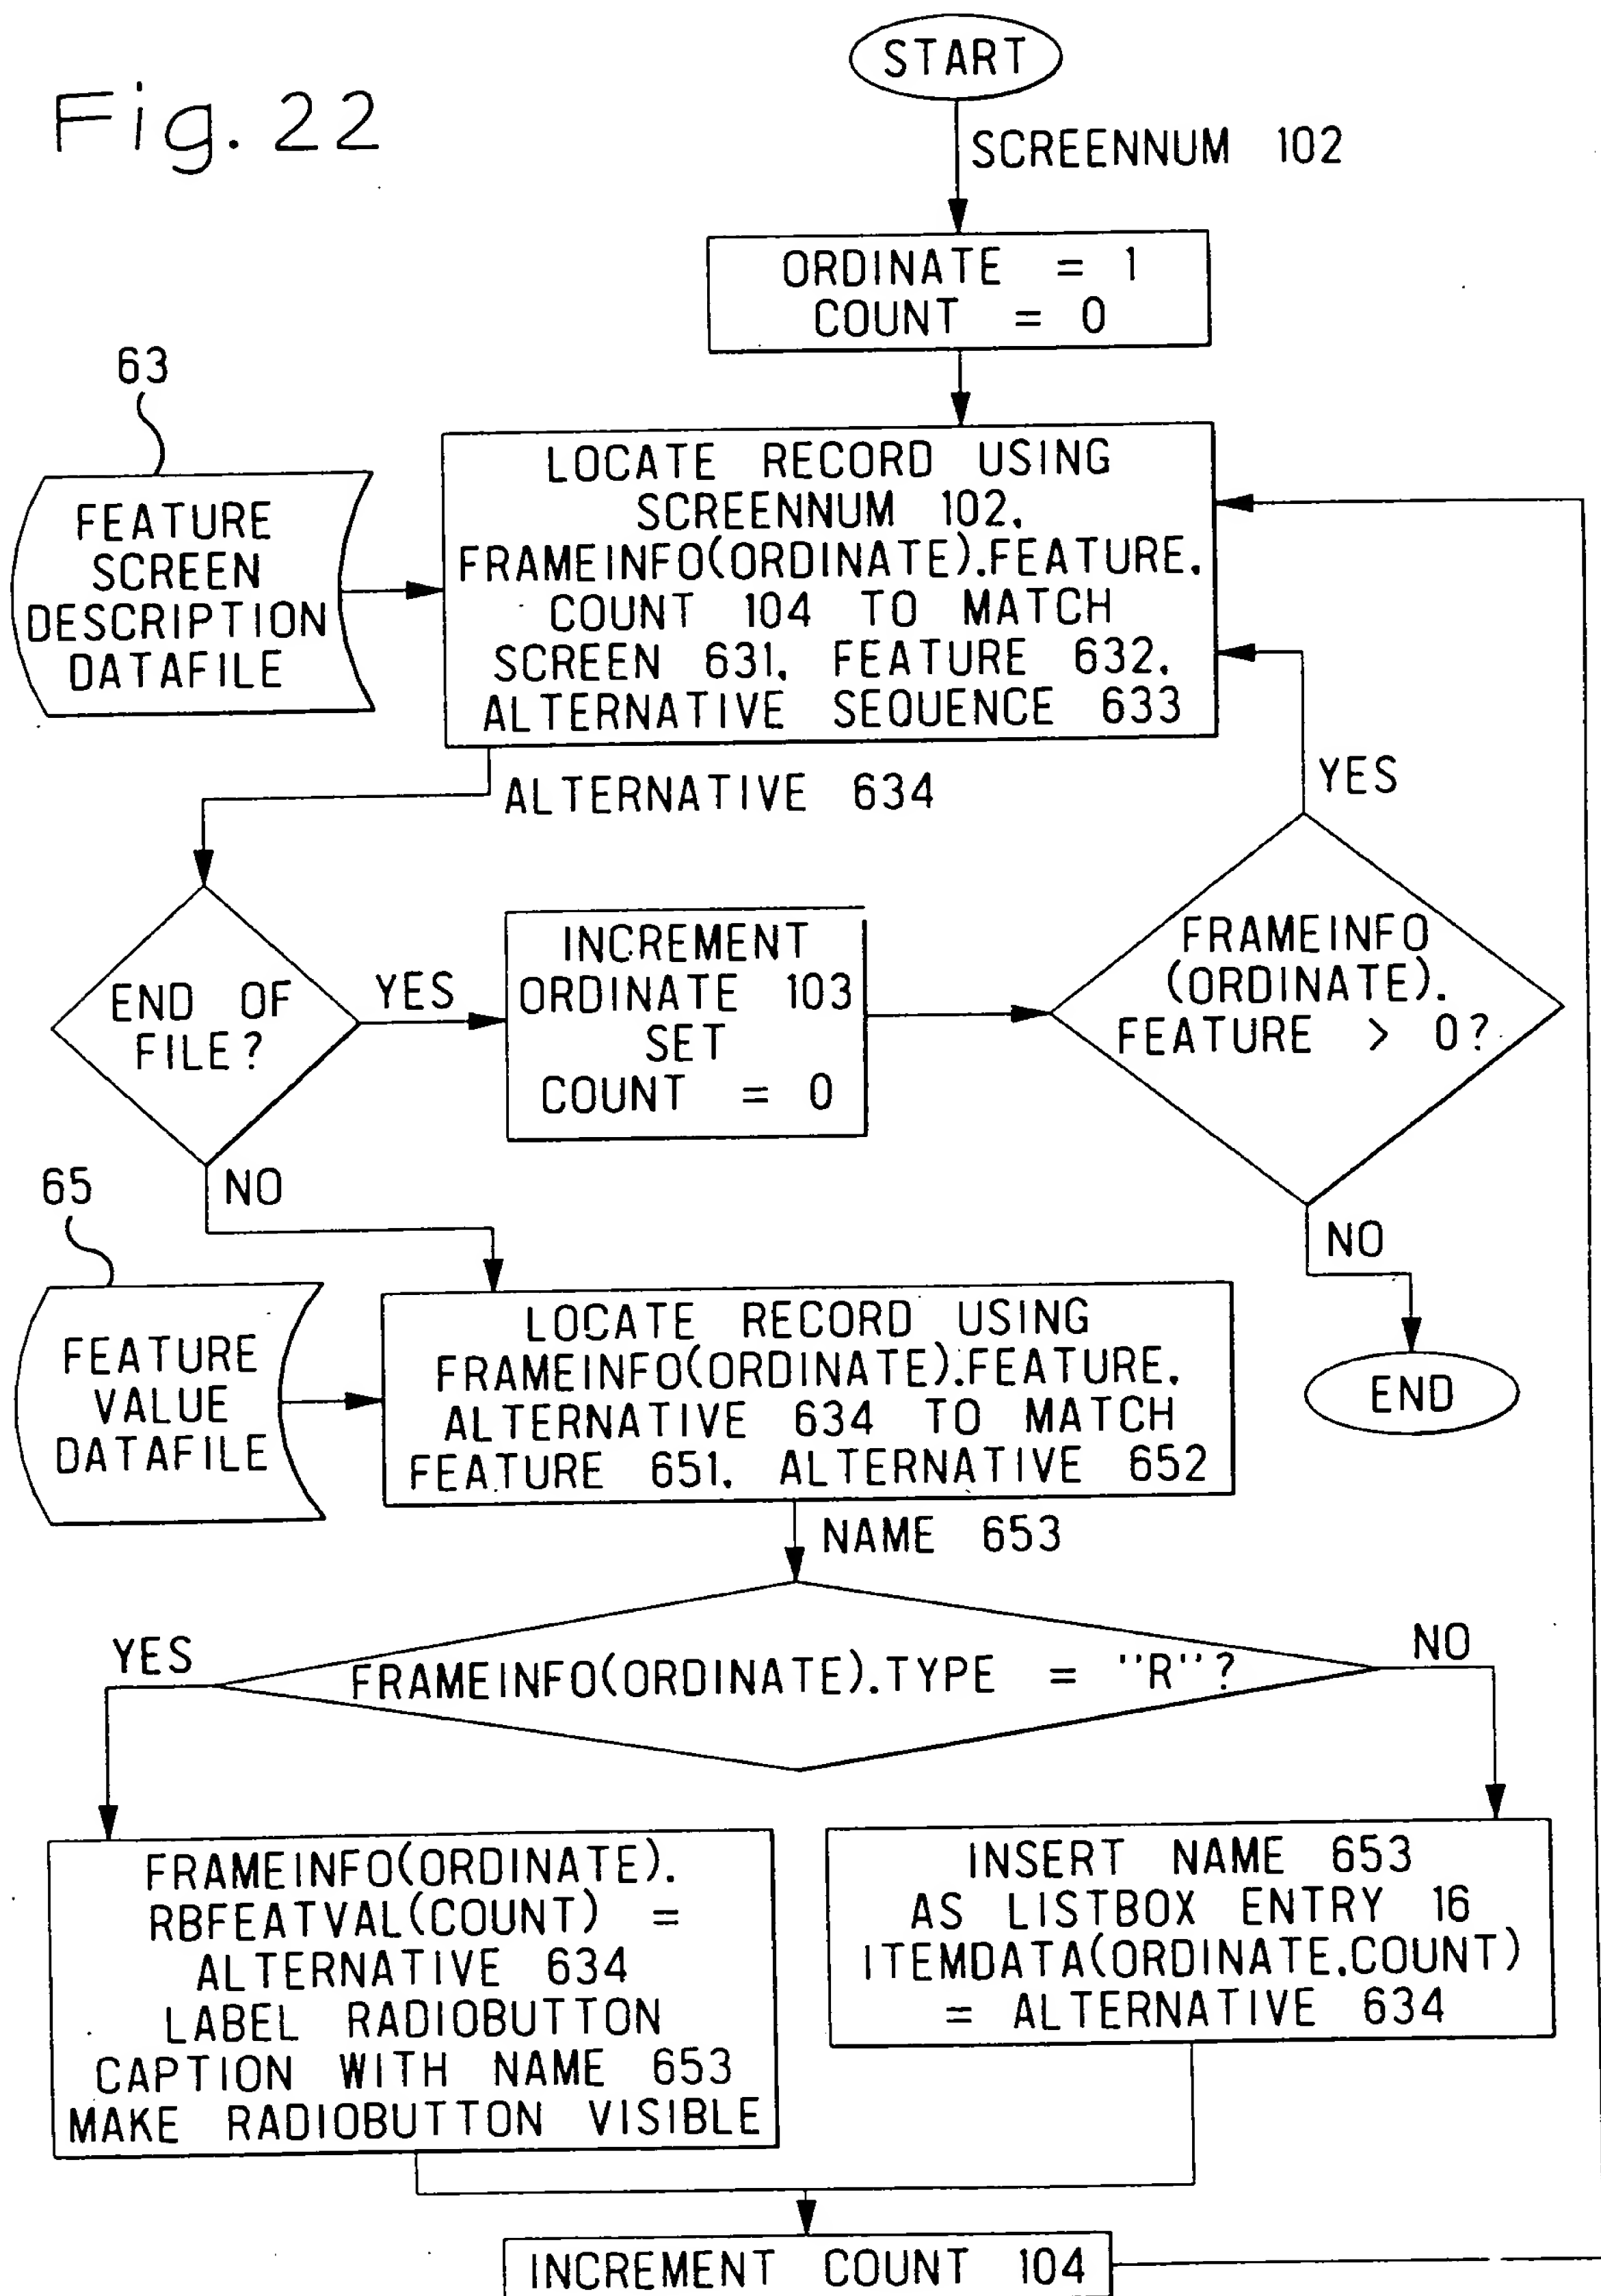 Fig. 22
START
SCREENNUM 102
ORDINATE = 1
COUNT = 0
63
FEATURE
SCREEN
DESCRIPTION
DATAFILE
LOCATE RECORD USING
SCREENNUM 102,
FRAMEINFO(ORDINATE).FEATURE,
COUNT 104 TO MATCH
SCREEN 631, FEATURE 632,
ALTERNATIVE SEQUENCE 633
ALTERNATIVE 634
YES
END OF
FILE?
YES
INCREMENT
ORDINATE 103
SET
COUNT = 0
FRAMEINFO
(ORDINATE).
FEATURE > 0?
NO
NO
END
65
FEATURE
VALUE
DATAFILE
LOCATE RECORD USING
FRAMEINFO(ORDINATE).FEATURE,
ALTERNATIVE 634 TO MATCH
FEATURE 651, ALTERNATIVE 652
NAME 653
YES
FRAMEINFO(ORDINATE).TYPE = "R"?
NO
FRAMEINFO(ORDINATE).
RBFEATVAL(COUNT) =
ALTERNATIVE 634
LABEL RADIOBUTTON
CAPTION WITH NAME 653
MAKE RADIOBUTTON VISIBLE
INSERT NAME 653
AS LISTBOX ENTRY 16
ITEMDATA(ORDINATE,COUNT)
= ALTERNATIVE 634
INCREMENT COUNT 104